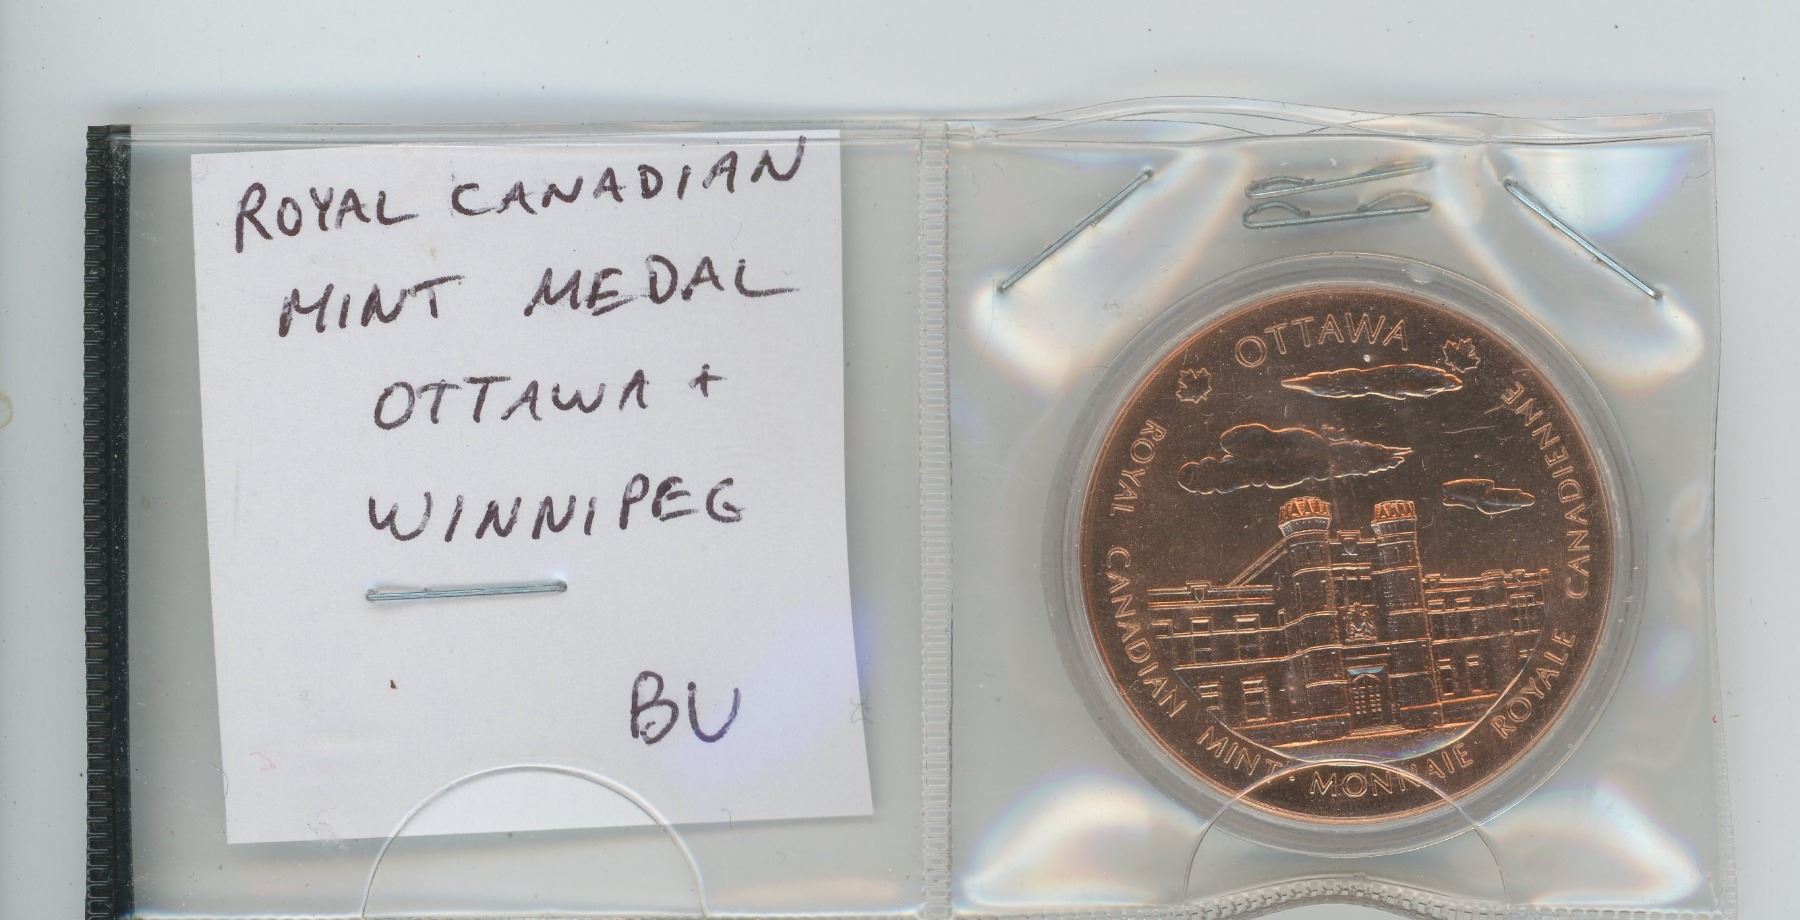 ROYAL CANADIAN
MINT MEDAL
OTTAWA +
WINNIPEG
BU
OTTAWA
ROYAL CANADIAN MINT · MONNAIE ROYALE CANADIENNE